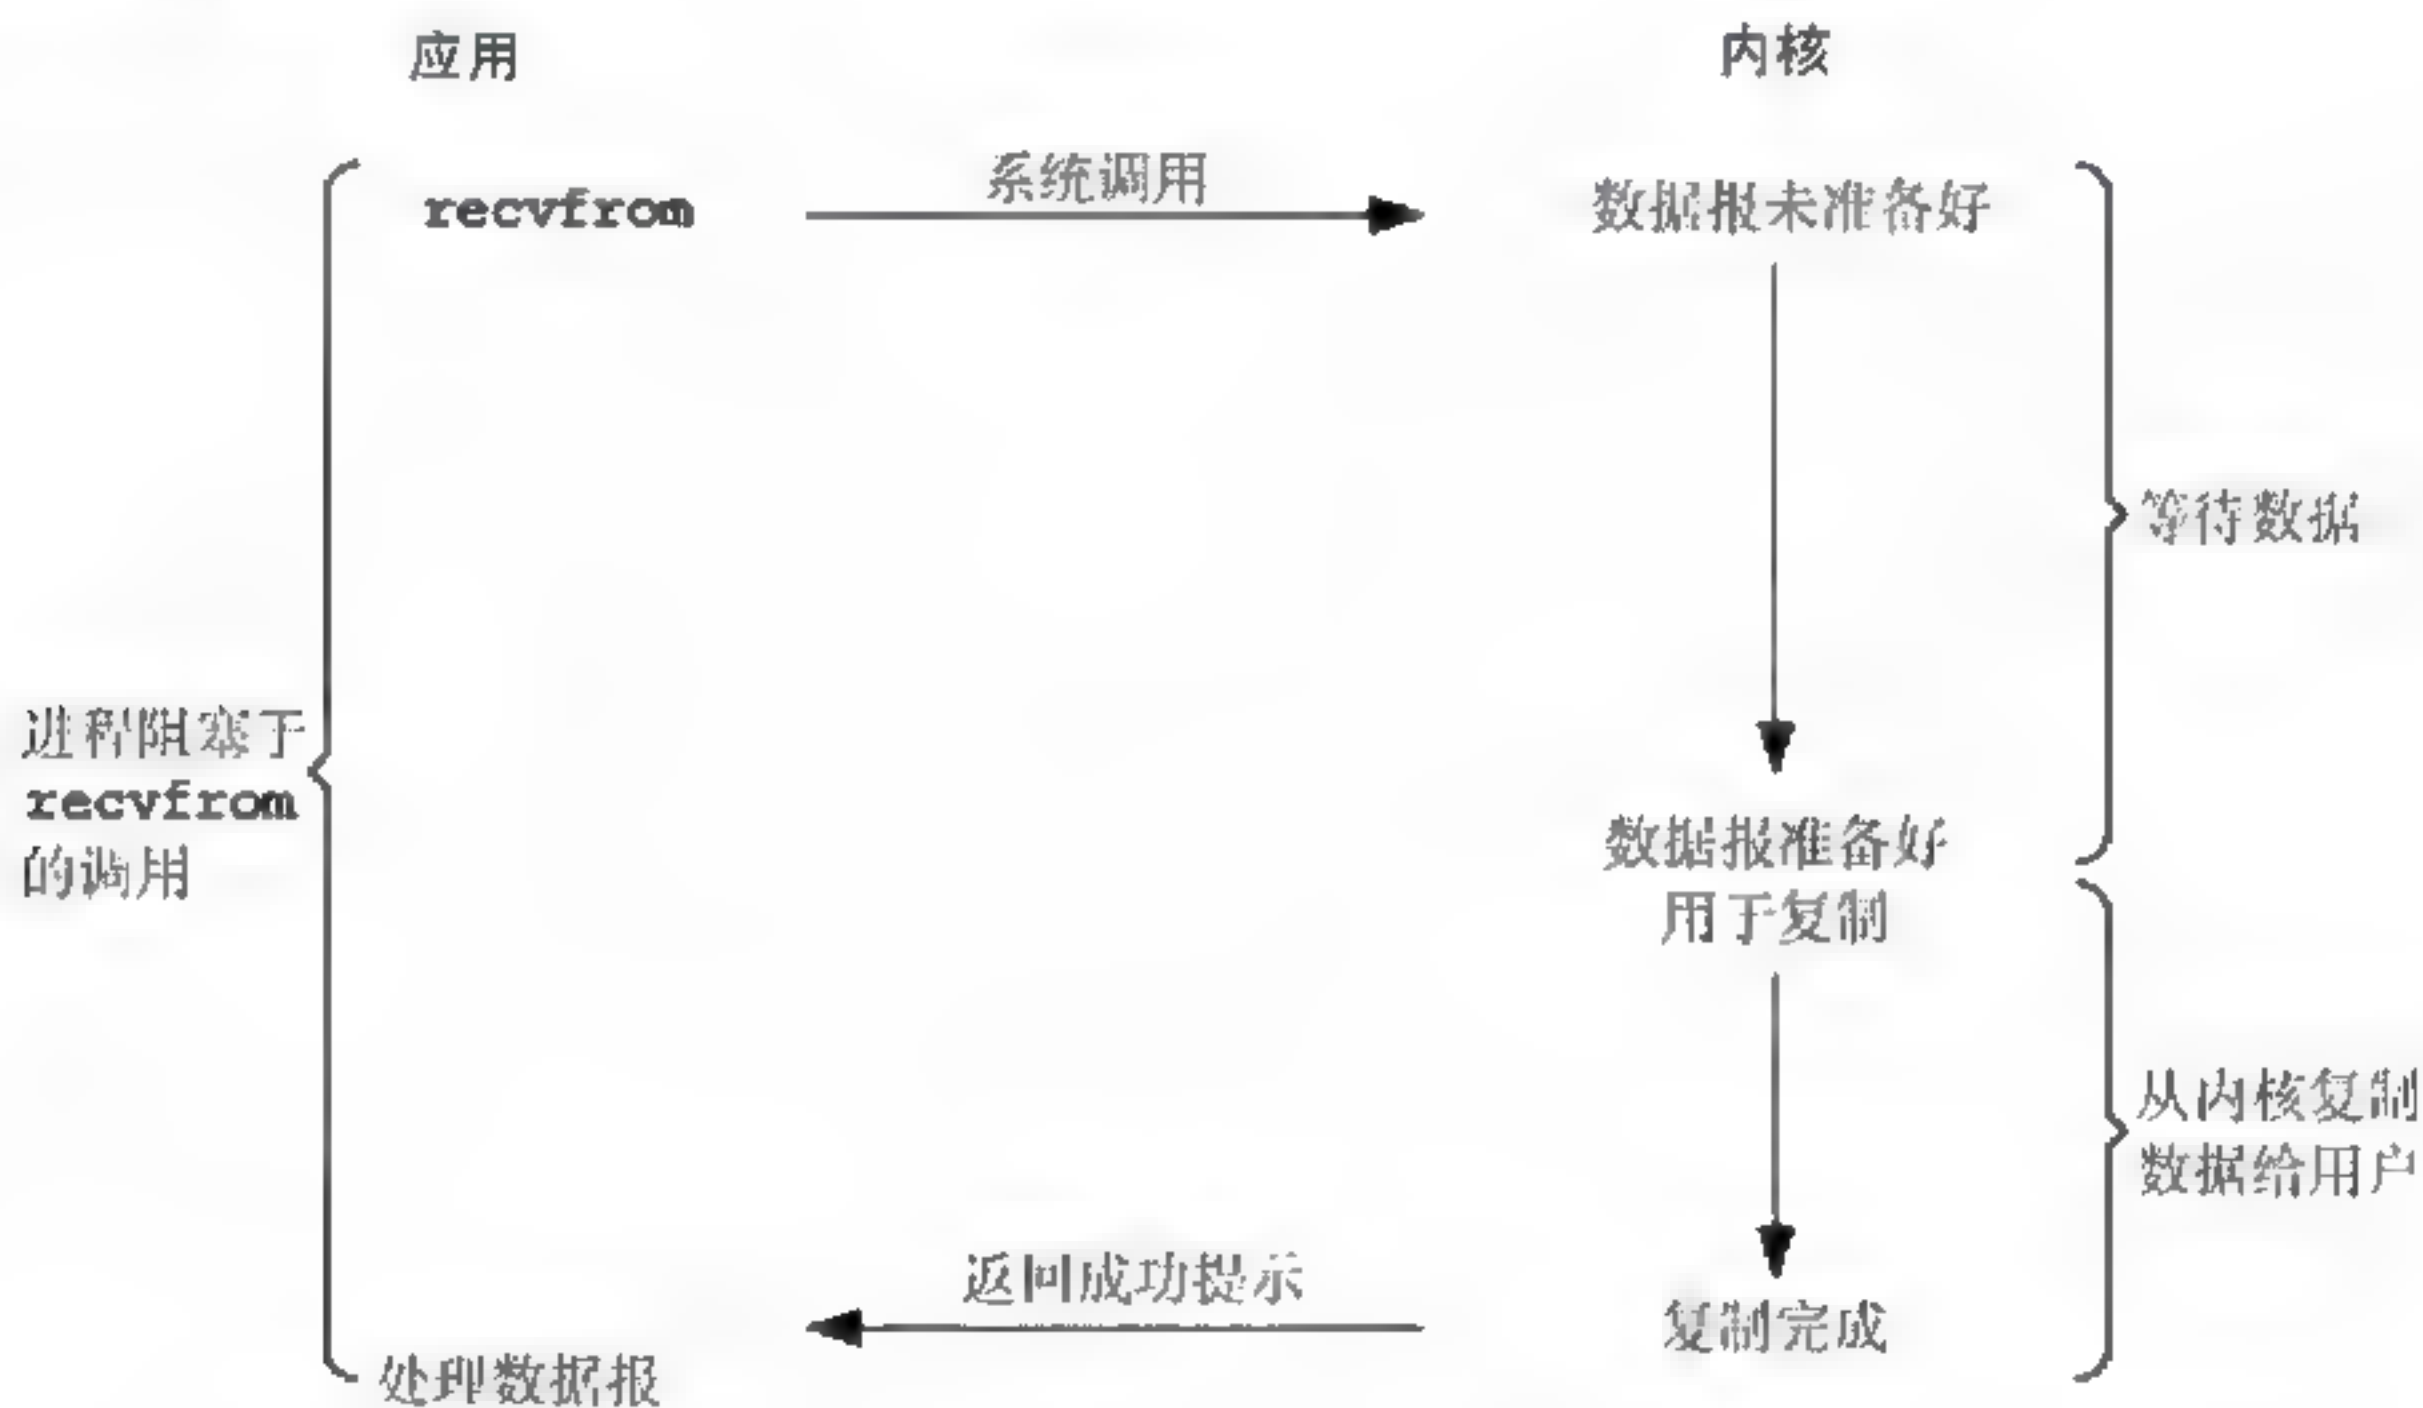 应用
内核
系统调用
recvfrom
数据报未准备好
等待数据
进程阻塞于
recvfrom
的调用
数据报准备好
用于复制
从内核复制
数据给用户
返回成功提示
复制完成
处理数据报